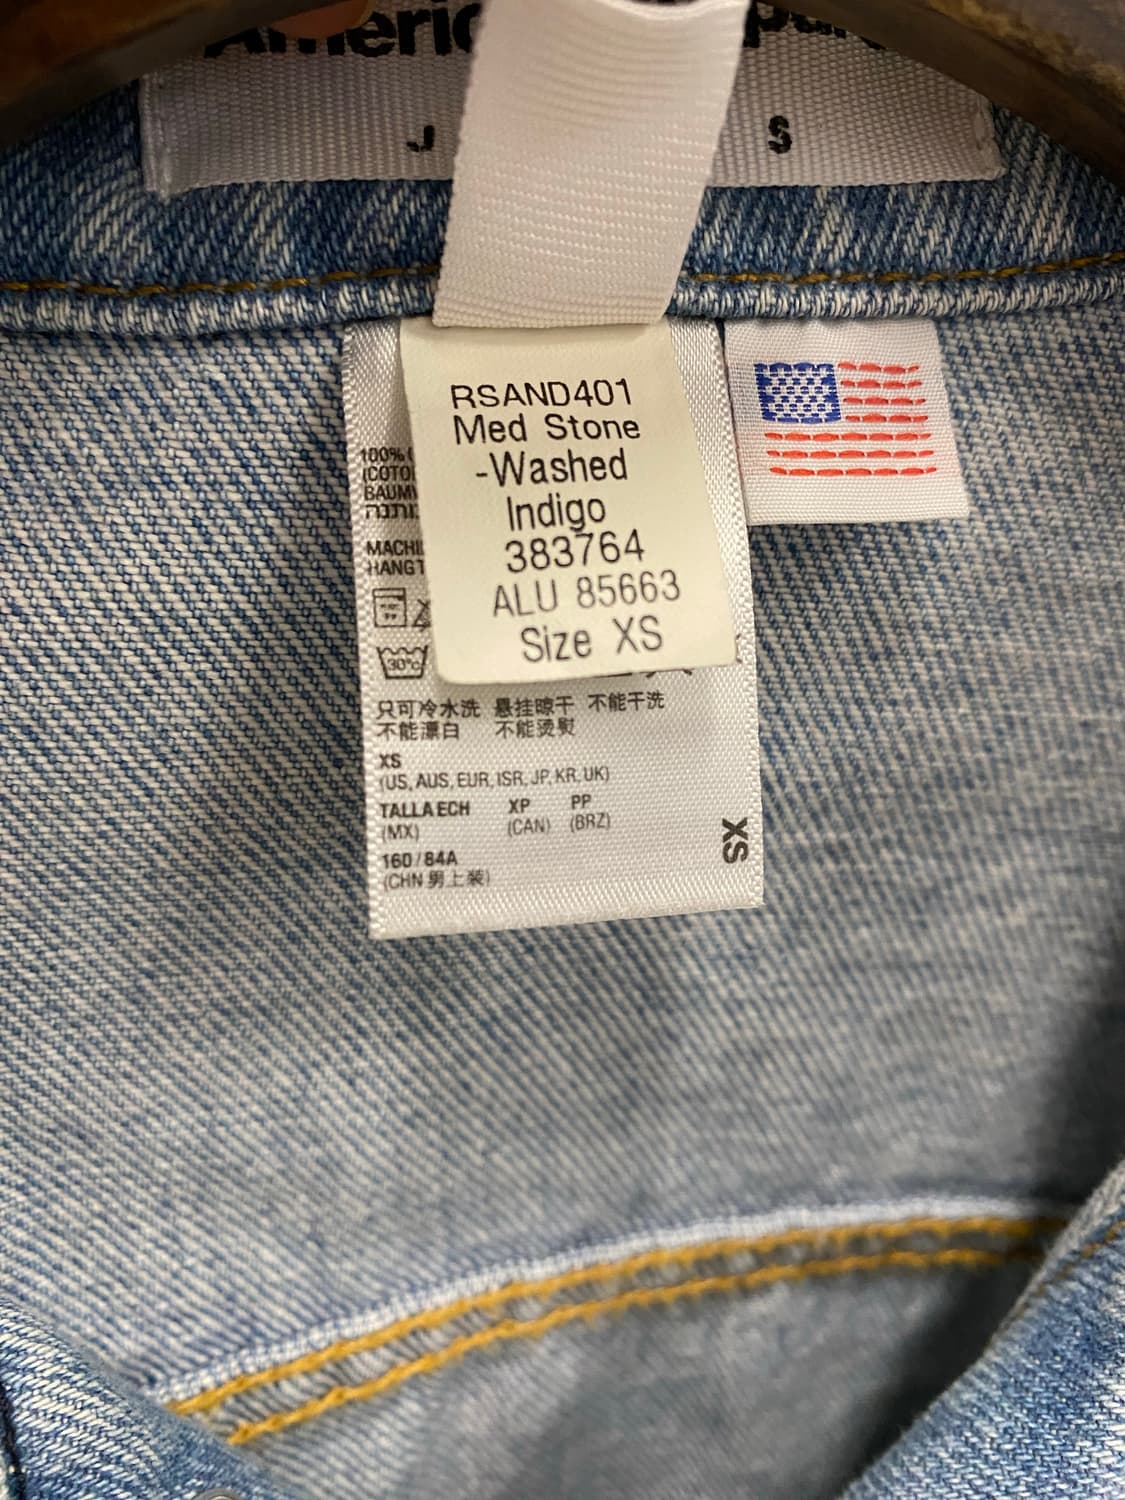 J S
RSAND401
Med Stone
-Washed
Indigo
383764
ALU 85663
Size XS
100%
30°c
只可冷水洗 悬挂晾干 不能干洗
不能漂白 不能烫熨
XS
(US, AUS, EUR, ISR, JP, KR, UK)
TALLA ECH XP PP
(MX) (CAN) (BRZ)
160/84A
(CHN 男上装)
XS